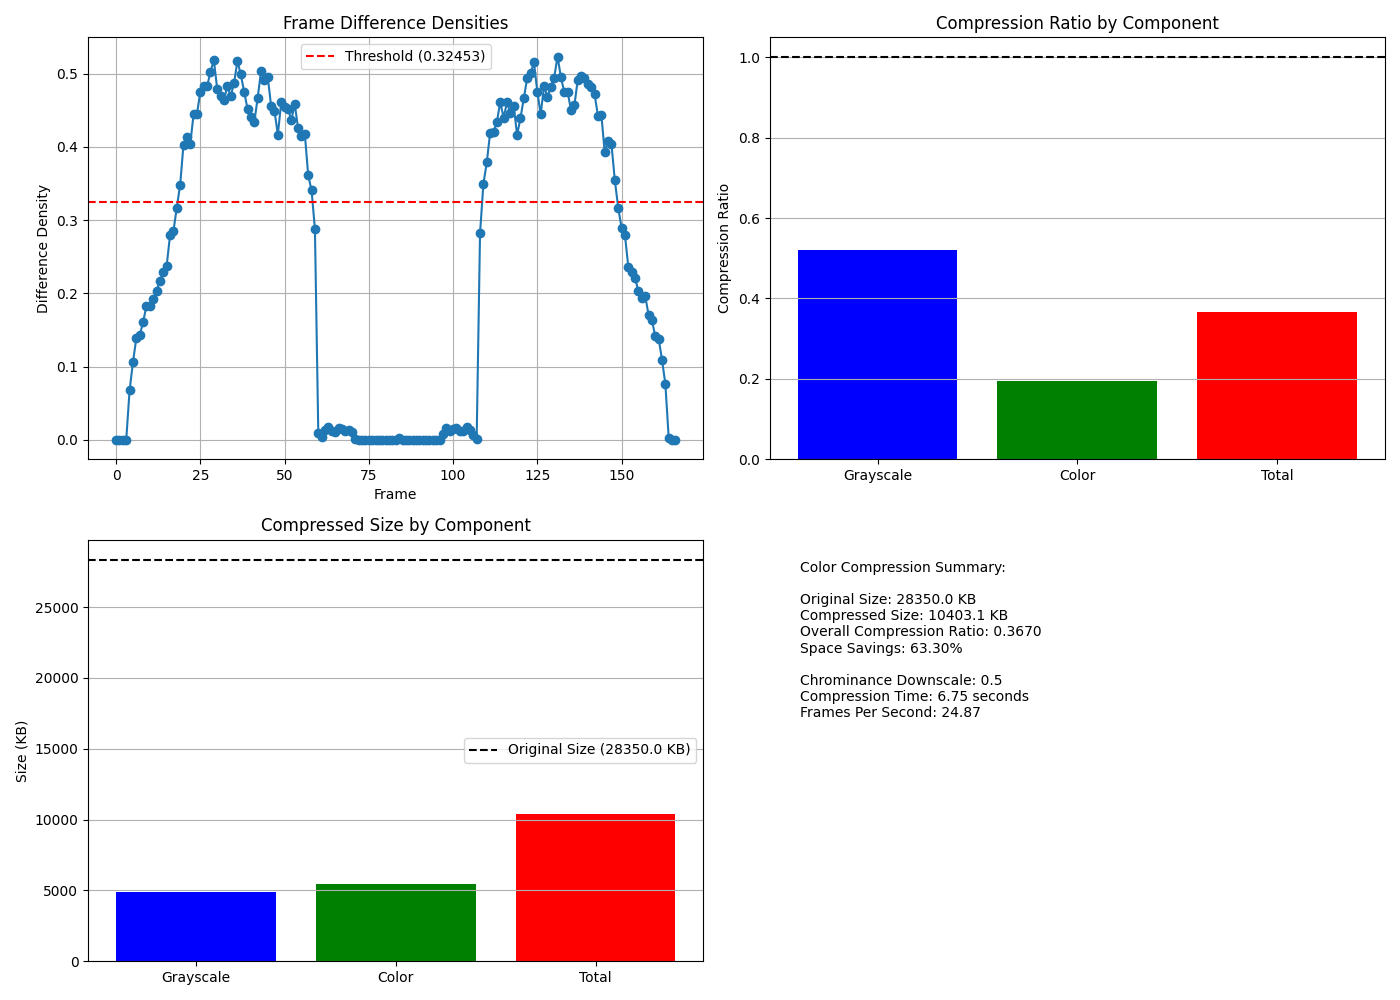 Frame Difference Densities
Threshold (0.32453)
Difference Density
0.5
0.4
0.3
0.2
0.1
0.0
0 25 50 75 100 125 150
Frame
Compression Ratio by Component
Compression Ratio
1.0
0.8
0.6
0.4
0.2
0.0
Grayscale Color Total
Compressed Size by Component
Size (KB)
25000
20000
15000
10000
5000
0
Original Size (28350.0 KB)
Grayscale Color Total
Color Compression Summary:
Original Size: 28350.0 KB
Compressed Size: 10403.1 KB
Overall Compression Ratio: 0.3670
Space Savings: 63.30%
Chrominance Downscale: 0.5
Compression Time: 6.75 seconds
Frames Per Second: 24.87